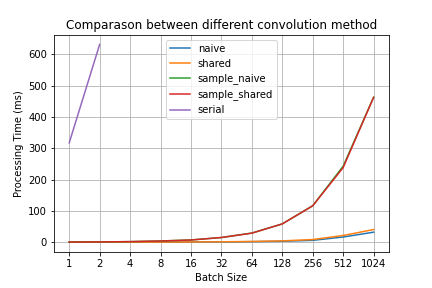 Comparason between different convolution method
naive
shared
sample_naive
sample_shared
serial
Processing Time (ms)
600
500
400
300
200
100
0
1 2 4 8 16 32 64 128 256 512 1024
Batch Size